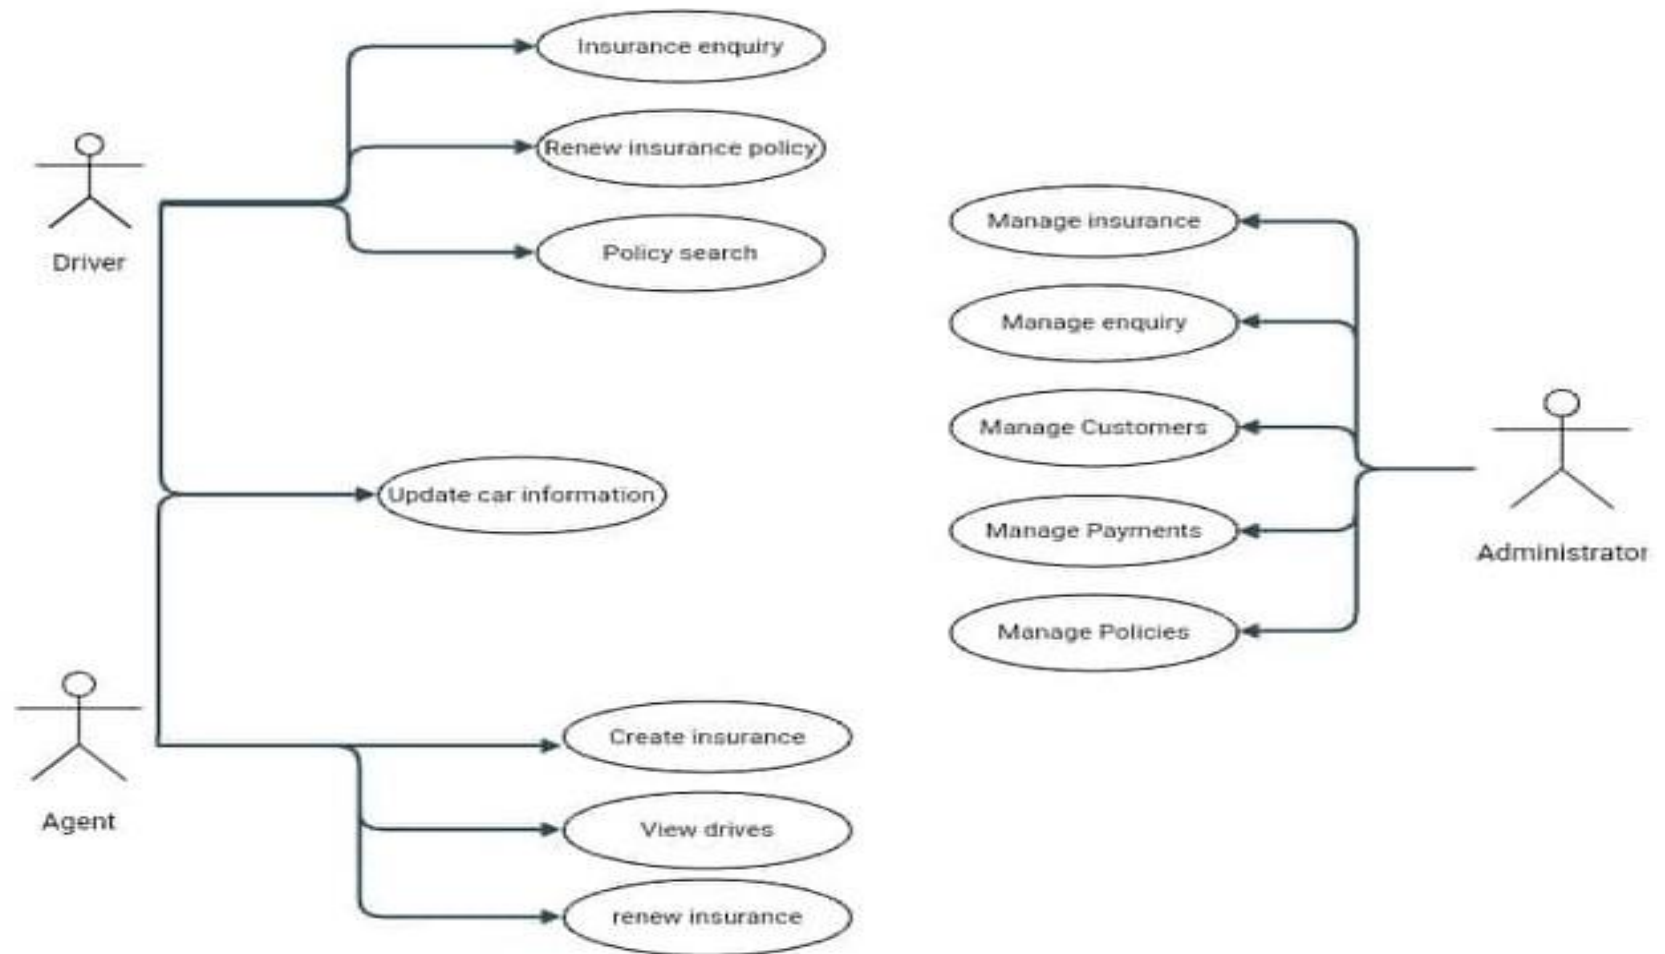 Insurance enquiry
Renew insurance policy
Policy search
Driver
Update car information
Agent
Create insurance
View drives
renew insurance
Manage insurance
Manage enquiry
Manage Customers
Manage Payments
Manage Policies
Administrator